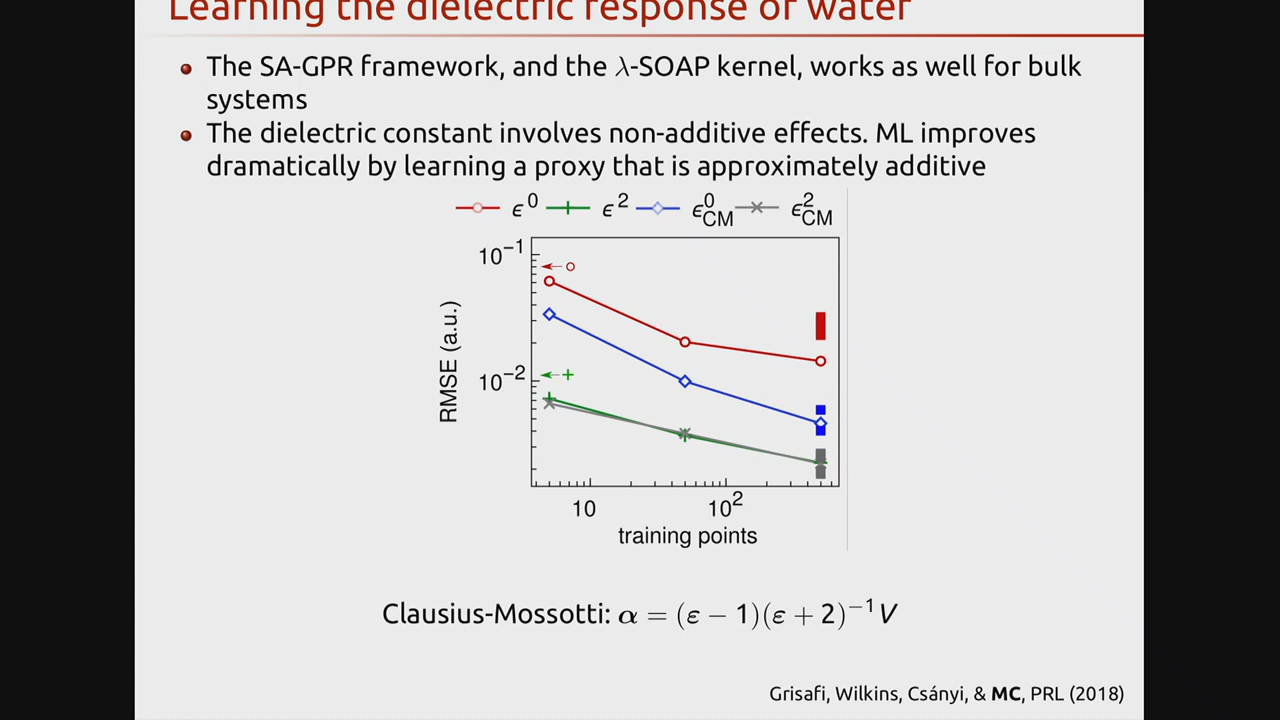 Learning the dielectric response of water
The SA-GPR framework, and the λ-SOAP kernel, works as well for bulk
systems
The dielectric constant involves non-additive effects. ML improves
dramatically by learning a proxy that is approximately additive
ϵ⁰ ϵ² ϵ⁰CM ϵ²CM
10⁻¹
10⁻²
RMSE (a.u.)
10 10²
training points
Clausius-Mossotti: α = (ε − 1)(ε + 2)⁻¹V
Grisafi, Wilkins, Csányi, & MC, PRL (2018)